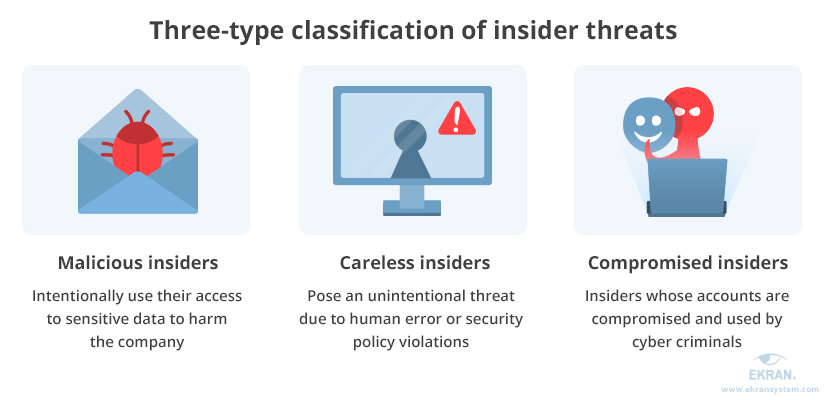 Three-type classification of insider threats
Malicious insiders
Intentionally use their access
to sensitive data to harm
the company
Careless insiders
Pose an unintentional threat
due to human error or security
policy violations
Compromised insiders
Insiders whose accounts are
compromised and used by
cyber criminals
EKRAN.
www.ekransystem.com